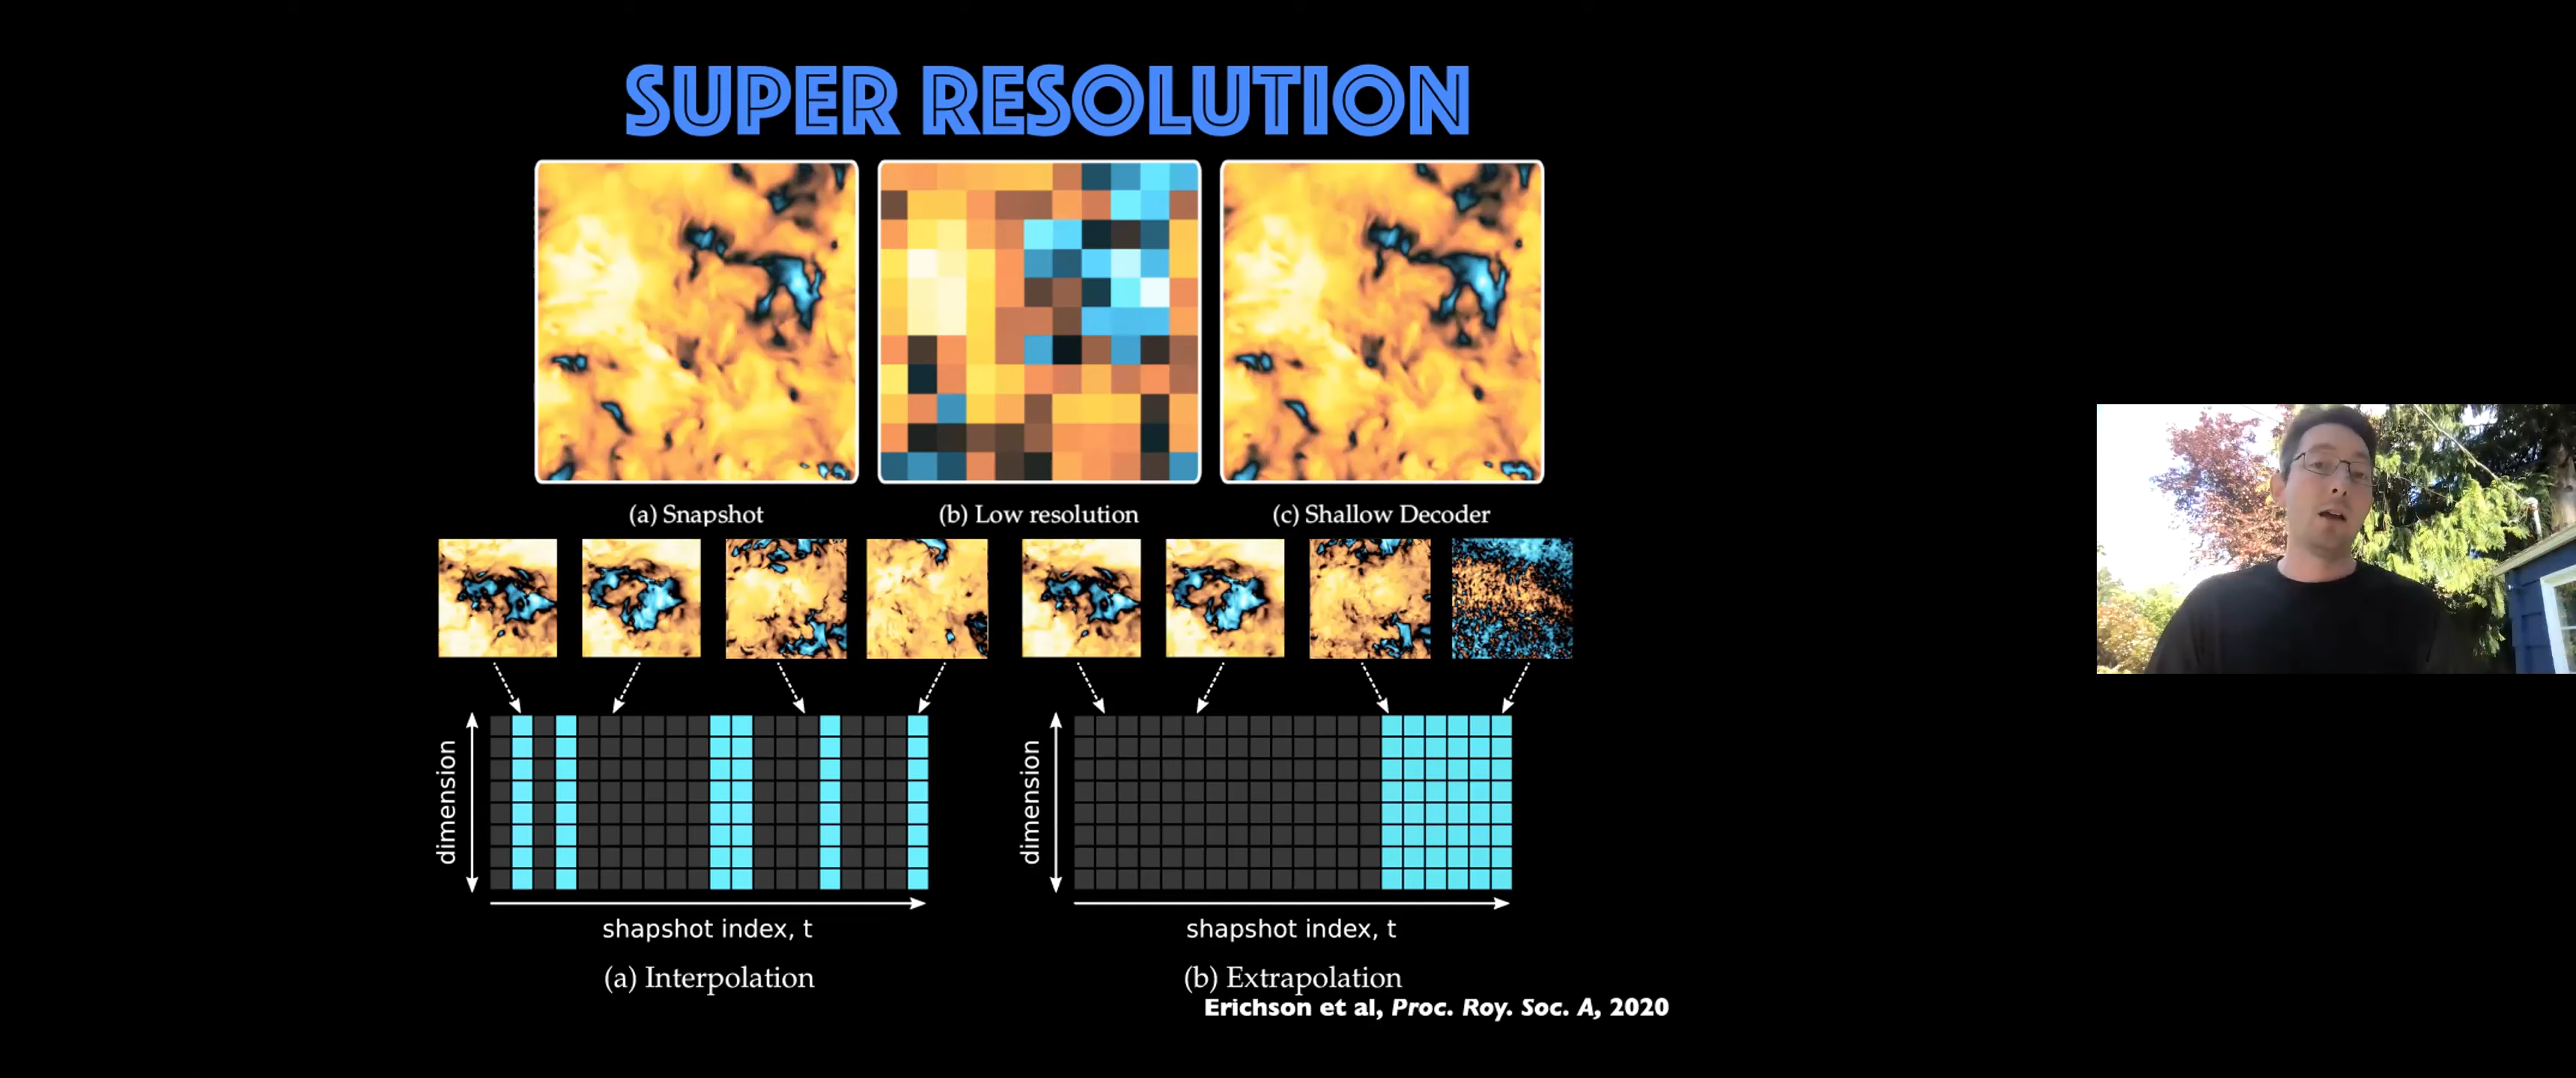 SUPER RESOLUTION
(a) Snapshot
(b) Low resolution
(c) Shallow Decoder
dimension
shapshot index, t
(a) Interpolation
dimension
shapshot index, t
(b) Extrapolation
Erichson et al, Proc. Roy. Soc. A, 2020